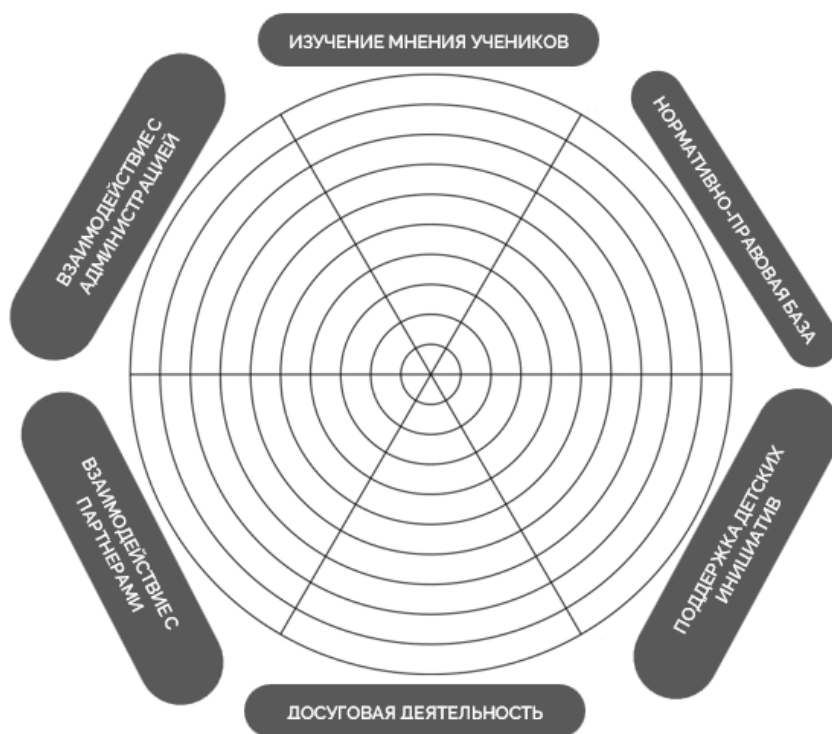 ИЗУЧЕНИЕ МНЕНИЯ УЧЕНИКОВ
НОРМАТИВНО-ПРАВОВАЯ БАЗА
ПОДДЕРЖКА ДЕТСКИХ
ИНИЦИАТИВ
ДОСУГОВАЯ ДЕЯТЕЛЬНОСТЬ
ВЗАИМОДЕЙСТВИЕ С
ПАРТНЕРАМИ
ВЗАИМОДЕЙСТВИЕ С
АДМИНИСТРАЦИЕЙ